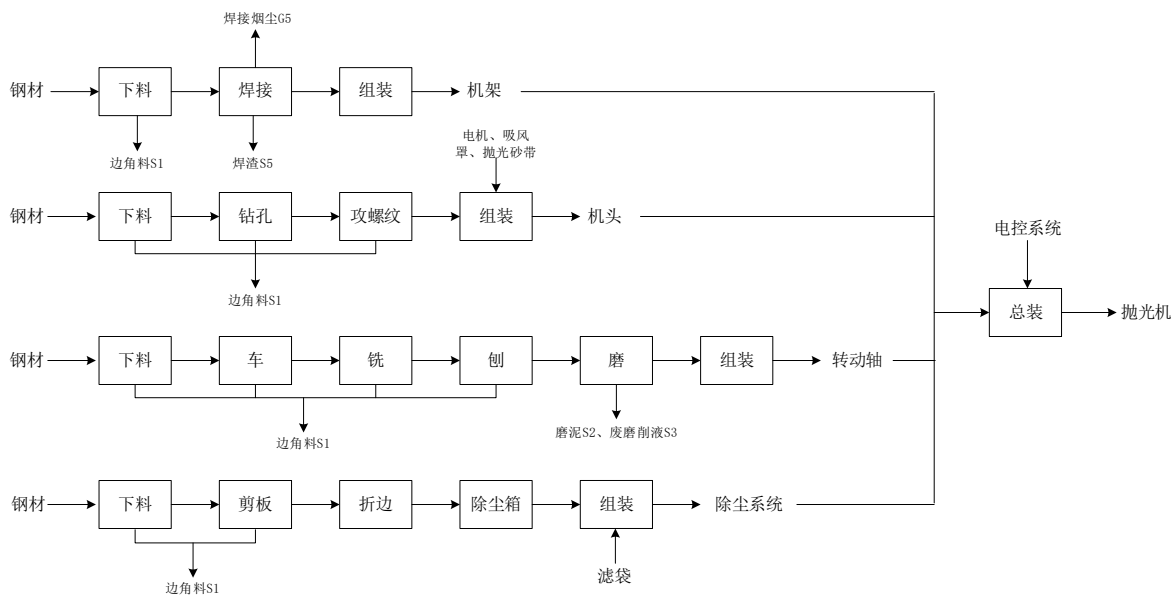 焊接烟尘G5
钢材
下料
焊接
组装
机架
边角料S1
焊渣S5
电机、吸风
罩、抛光砂带
钢材
下料
钻孔
攻螺纹
组装
机头
边角料S1
电控系统
总装
抛光机
钢材
下料
车
铣
刨
磨
组装
转动轴
边角料S1
磨泥S2、废磨削液S3
钢材
下料
剪板
折边
除尘箱
组装
除尘系统
边角料S1
滤袋